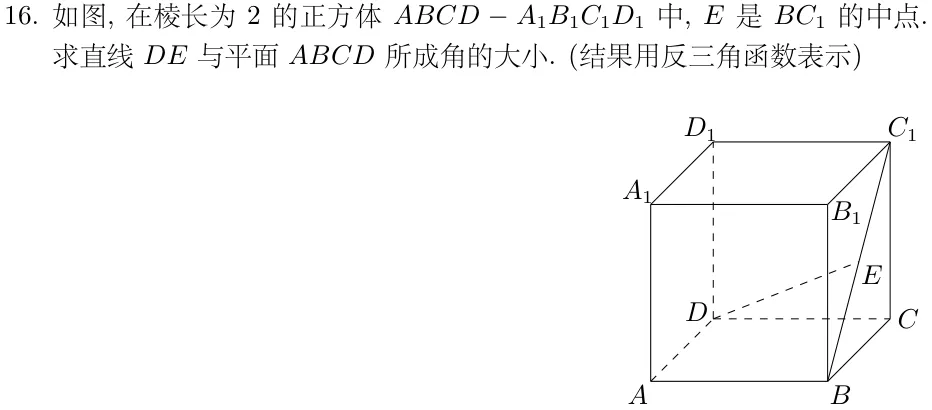 16. 如图, 在棱长为 2 的正方体 ABCD − A₁B₁C₁D₁ 中, E 是 BC₁ 的中点.
求直线 DE 与平面 ABCD 所成角的大小. (结果用反三角函数表示)
D₁
C₁
A₁
B₁
E
D
C
A
B